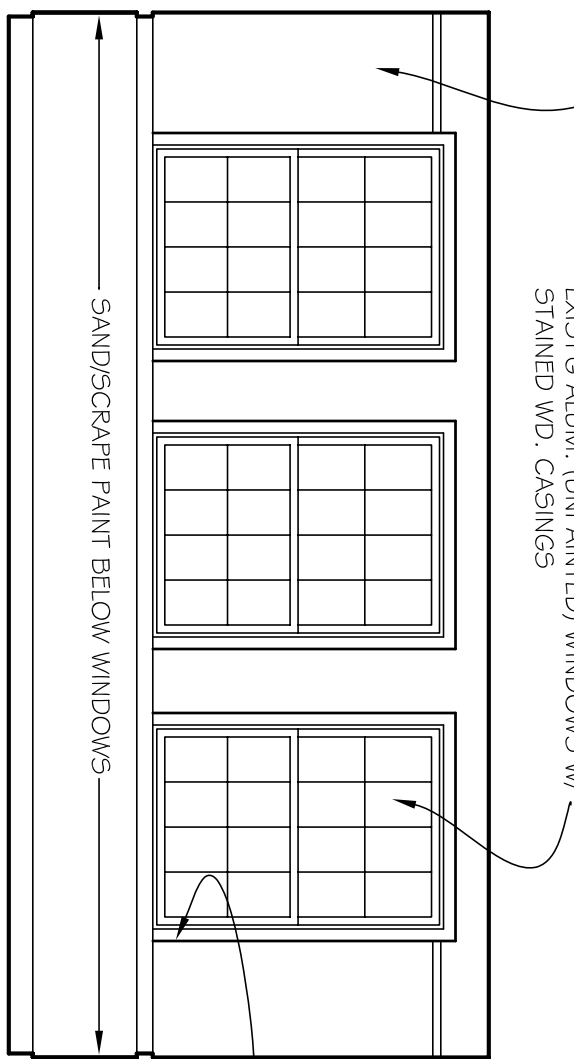 EXIST'G ALUM. (UNPAINTED) WINDOWS W/
STAINED WD. CASINGS
SAND/SCRAPE PAINT BELOW WINDOWS